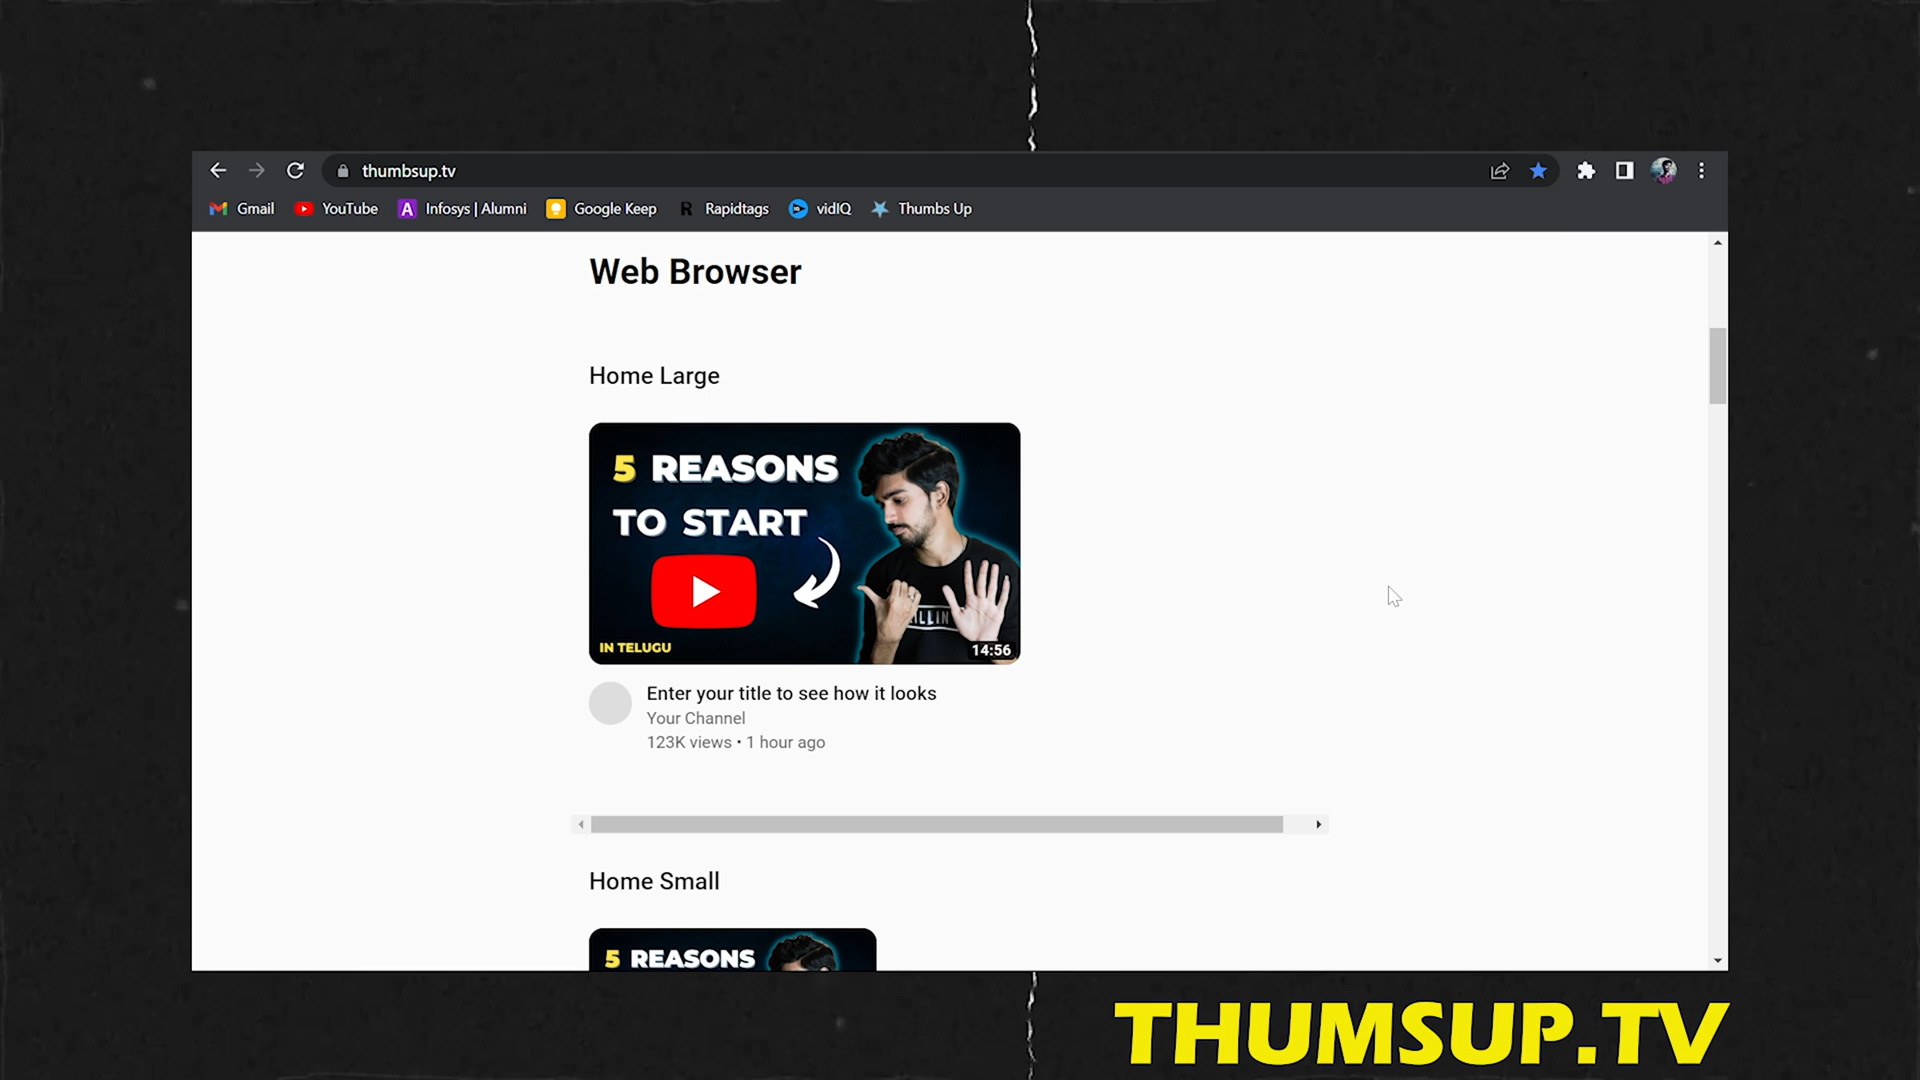 thumbsup.tv
Gmail YouTube A Infosys | Alumni Google Keep R Rapidtags vidIQ Thumbs Up
Web Browser
Home Large
5 REASONS
TO START
ILLIN
IN TELUGU
14:56
Enter your title to see how it looks
Your Channel
123K views • 1 hour ago
Home Small
5 REASONS
THUMSUP.TV